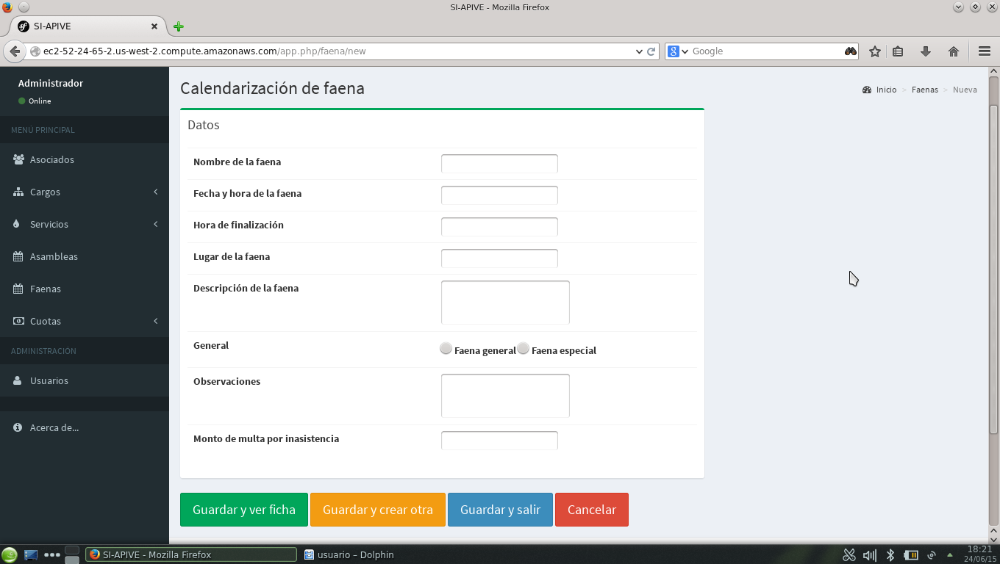 SI-APIVE - Mozilla Firefox
SI-APIVE
ec2-52-24-65-2.us-west-2.compute.amazonaws.com/app.php/faena/new
Google
Administrador
Online
MENÚ PRINCIPAL
Asociados
Cargos
Servicios
Asambleas
Faenas
Cuotas
ADMINISTRACIÓN
Usuarios
Acerca de...
Calendarización de faena
Inicio > Faenas > Nueva
Datos
Nombre de la faena
Fecha y hora de la faena
Hora de finalización
Lugar de la faena
Descripción de la faena
General
Faena general Faena especial
Observaciones
Monto de multa por inasistencia
Guardar y ver ficha
Guardar y crear otra
Guardar y salir
Cancelar
SI-APIVE - Mozilla Firefox
usuario – Dolphin
18:21
24/06/15